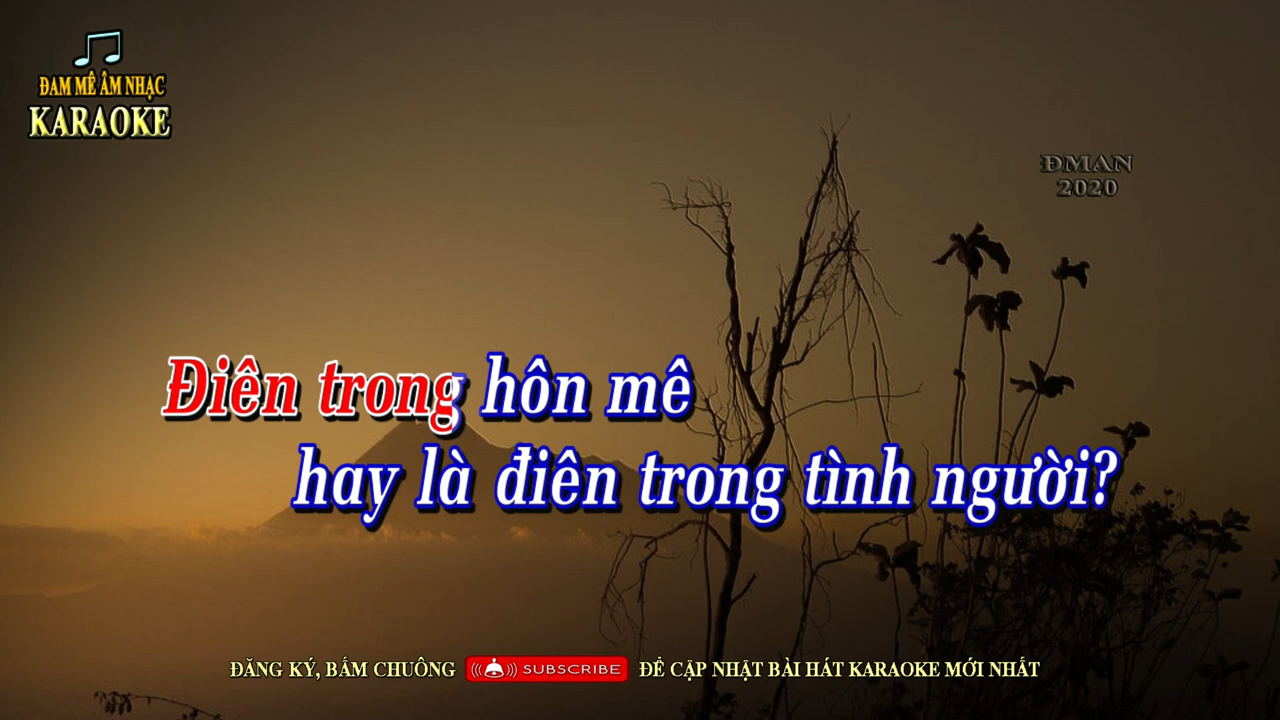 ĐAM MÊ ÂM NHẠC
KARAOKE
ĐMAN
2020
Điên trong hôn mê
hay là điên trong tình người?
ĐĂNG KÝ, BẤM CHUÔNG SUBSCRIBE ĐỂ CẬP NHẬT BÀI HÁT KARAOKE MỚI NHẤT